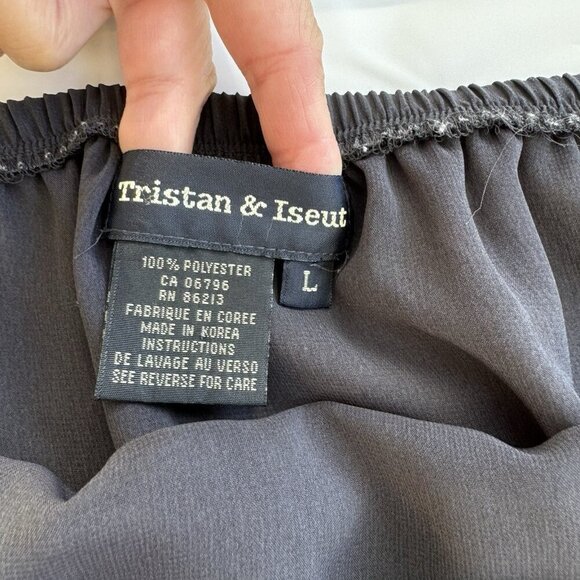 Tristan & Iseut
L
100% POLYESTER
CA 06796
RN 86213
FABRIQUE EN COREE
MADE IN KOREA
INSTRUCTIONS
DE LAVAGE AU VERSO
SEE REVERSE FOR CARE